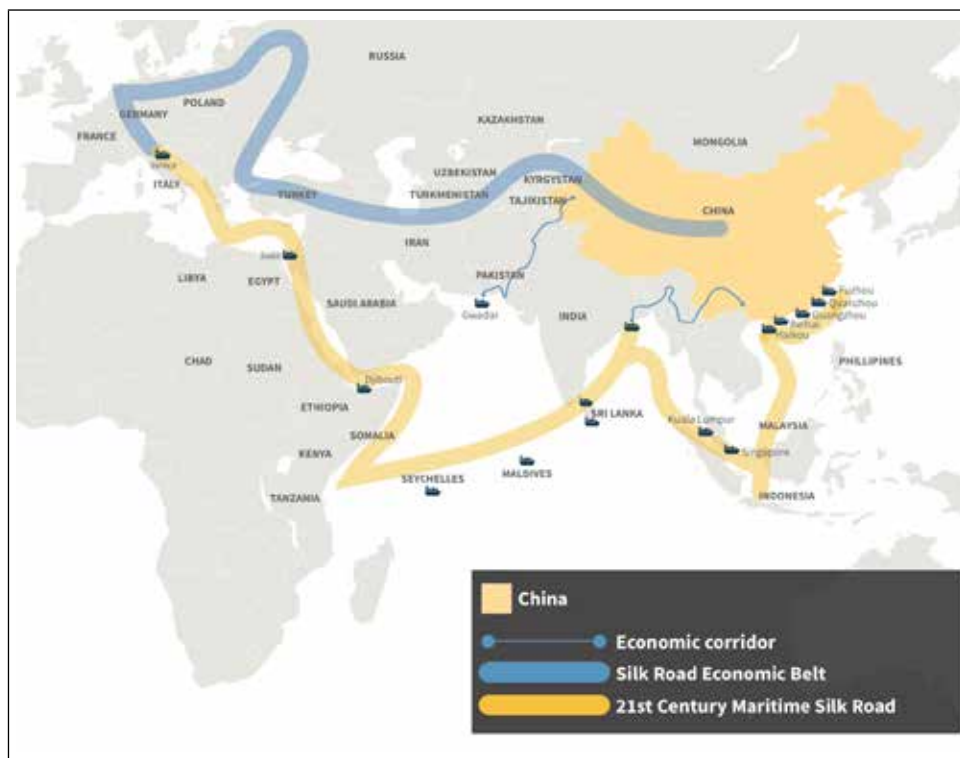 RUSSIA
POLAND
GERMANY
FRANCE
KAZAKHSTAN
MONGOLIA
Venice
ITALY
UZBEKISTAN
KYRGYSTAN
TURKEY
TURKMENISTAN
TAJIKISTAN
CHINA
IRAN
LIBYA
EGYPT
PAKISTAN
SAUDI ARABIA
Gwadar
INDIA
Fuzhou
Quanzhou
Guangzhou
Beihai
Haikou
CHAD
SUDAN
PHILLIPINES
Djibouti
ETHIOPIA
SRI LANKA
Kuala Lumpur
MALAYSIA
SOMALIA
KENYA
Singapore
MALDIVES
SEYCHELLES
TANZANIA
INDONESIA
China
Economic corridor
Silk Road Economic Belt
21st Century Maritime Silk Road